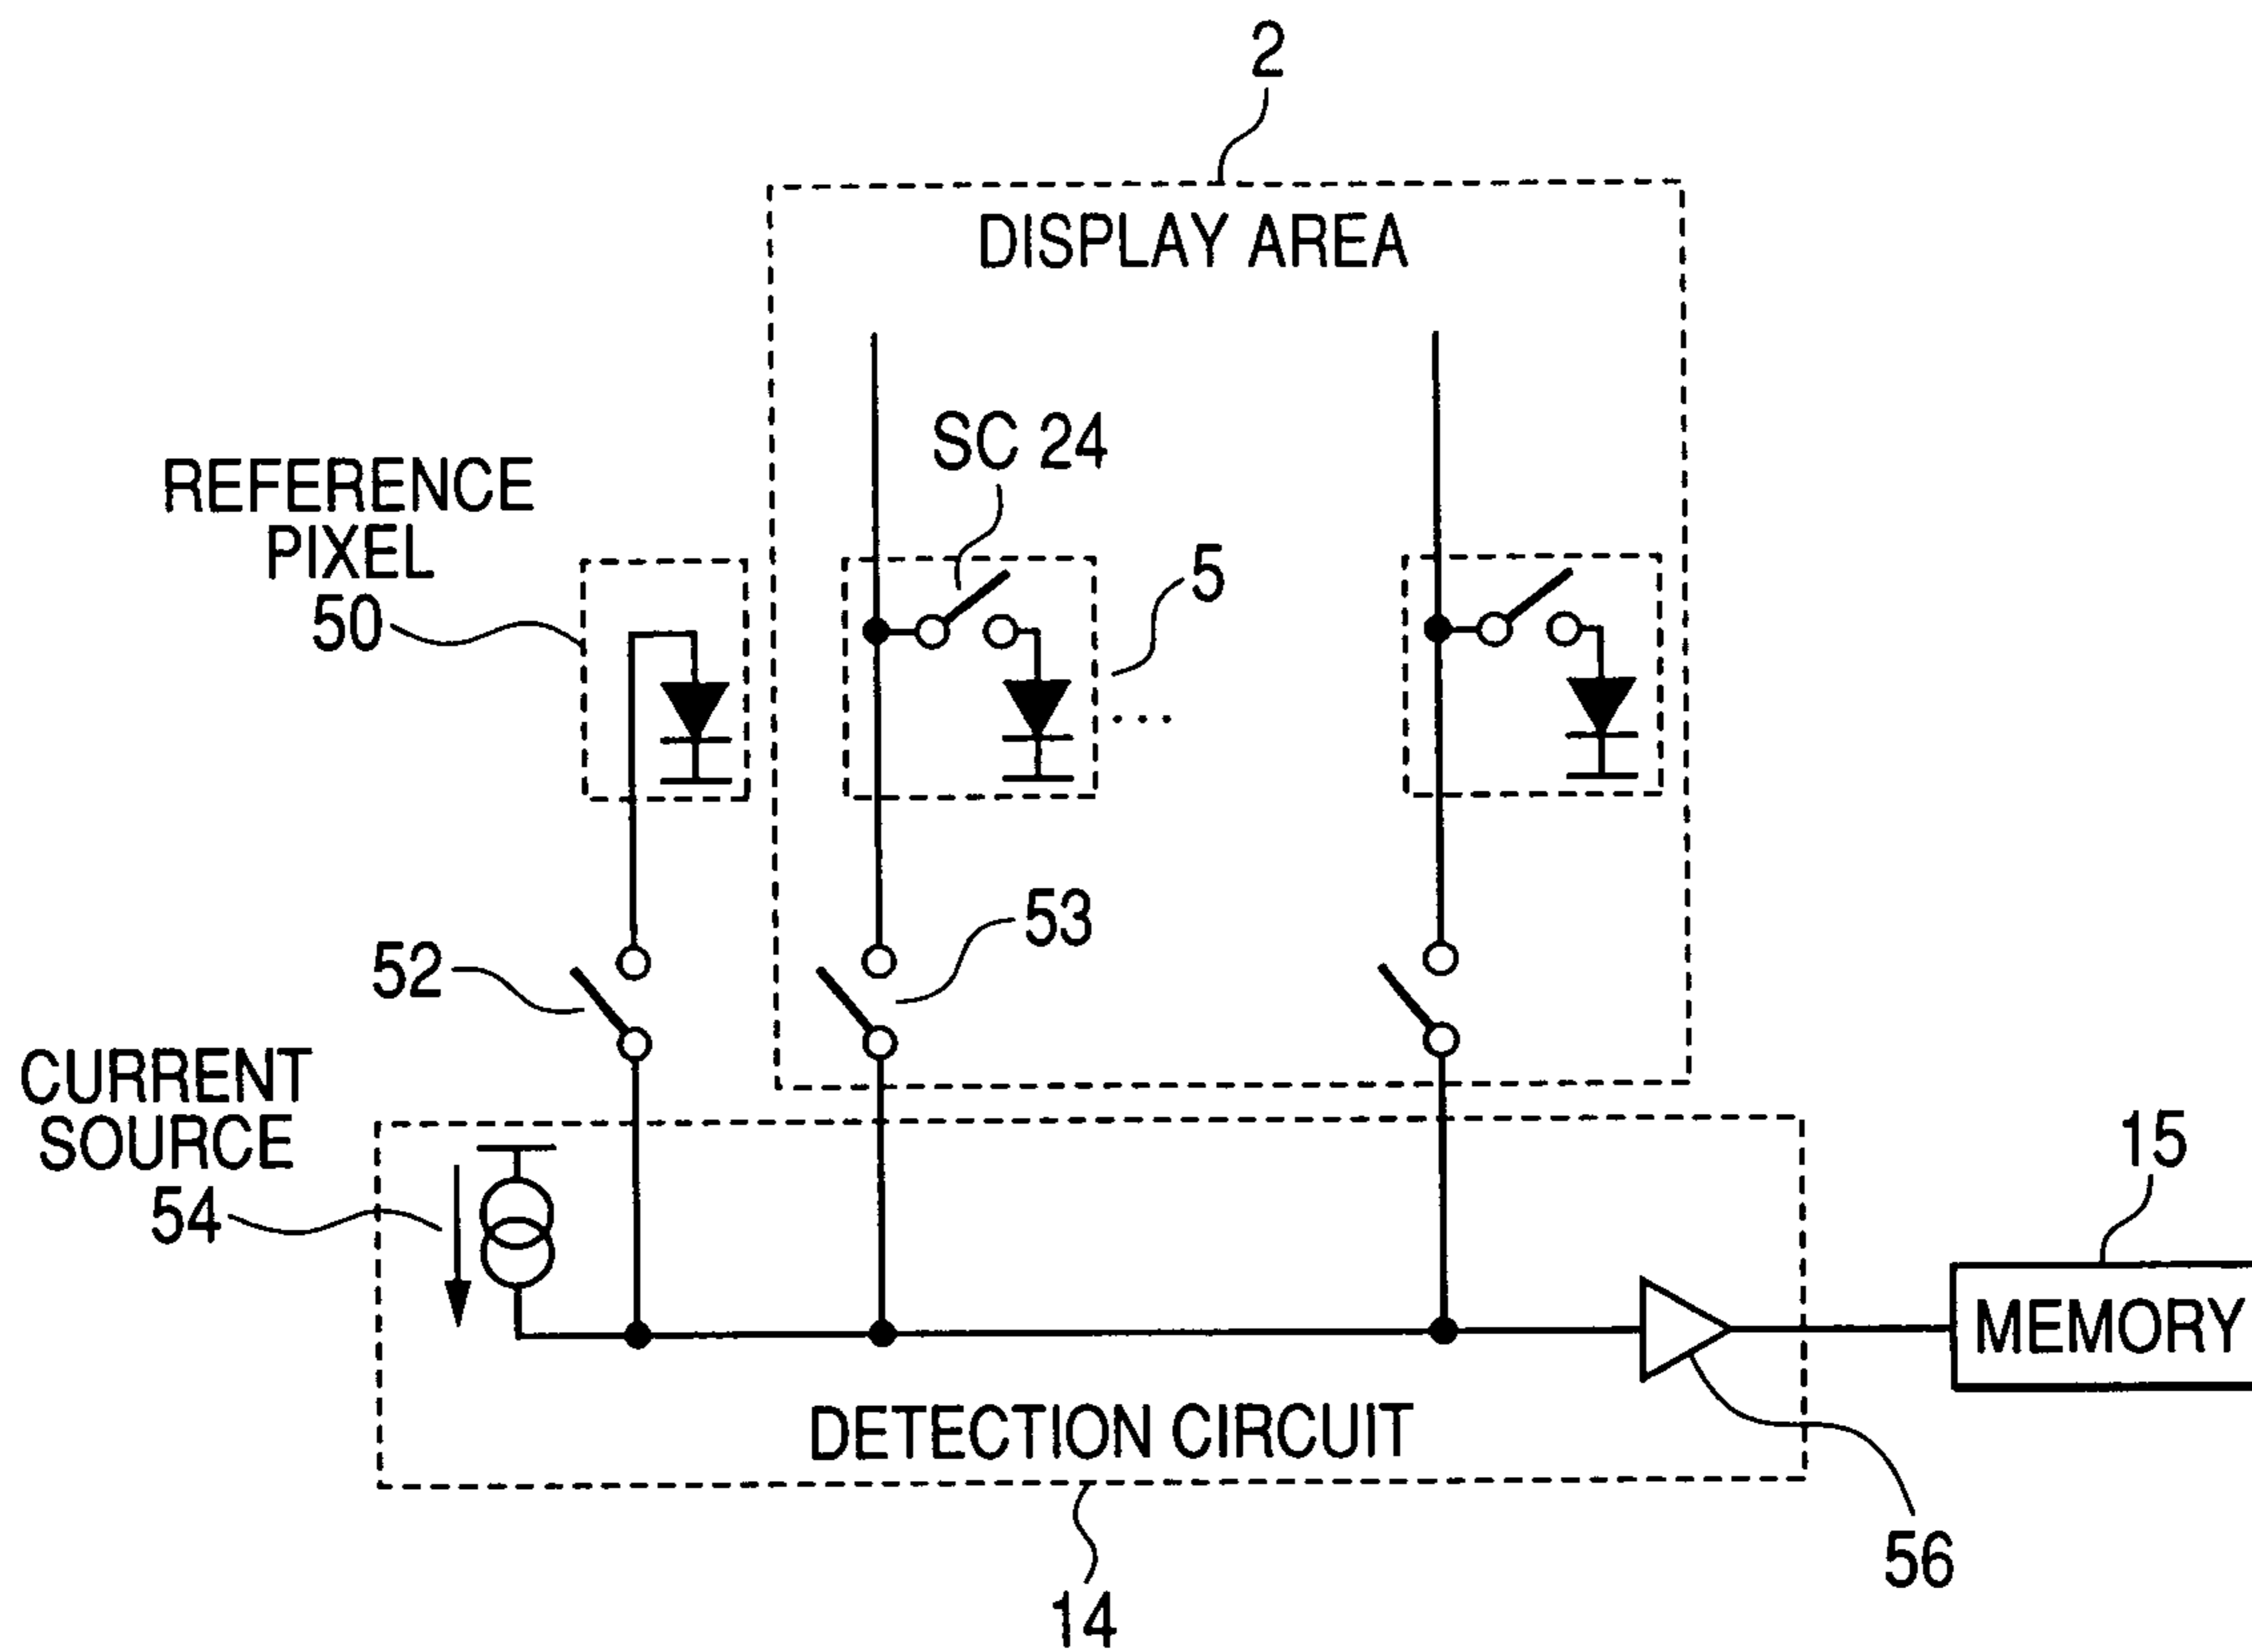 2
DISPLAY AREA
SC 24
REFERENCE
PIXEL
50
5
52
53
CURRENT
SOURCE
54
15
MEMORY
DETECTION CIRCUIT
56
14